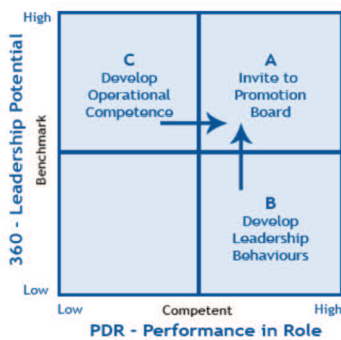 High
C
Develop
Operational
Competence
A
Invite to
Promotion
Board
360 - Leadership Potential
Benchmark
B
Develop
Leadership
Behaviours
Low
Low
Competent
High
PDR - Performance in Role